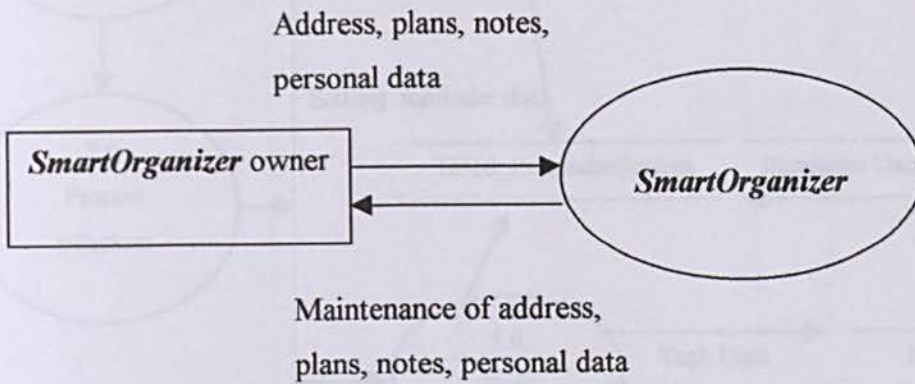 Address, plans, notes,
personal data
SmartOrganizer owner
SmartOrganizer
Maintenance of address,
plans, notes, personal data